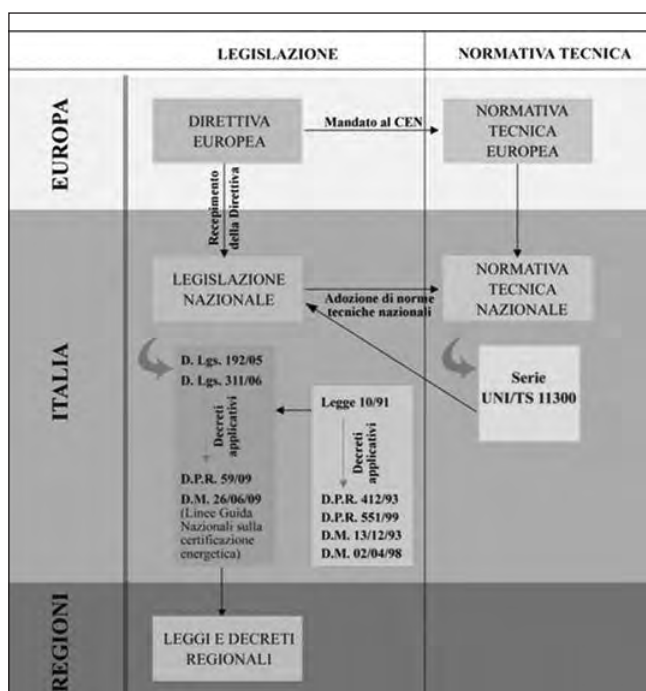 LEGISLAZIONE
NORMATIVA TECNICA
EUROPA
DIRETTIVA
EUROPEA
Mandato al CEN
NORMATIVA
TECNICA
EUROPEA
Recepimento
della Direttiva
ITALIA
LEGISLAZIONE
NAZIONALE
Adozione di norme
tecniche nazionali
NORMATIVA
TECNICA
NAZIONALE
D. Lgs. 192/05
D. Lgs. 311/06
Decreti
applicativi
D.P.R. 59/09
D.M. 26/06/09
(Linee Guida
Nazionali sulla
certificazione
energetica)
Legge 10/91
Decreti
applicativi
D.P.R. 412/93
D.P.R. 551/99
D.M. 13/12/93
D.M. 02/04/98
Serie
UNI/TS 11300
REGIONI
LEGGI E DECRETI
REGIONALI